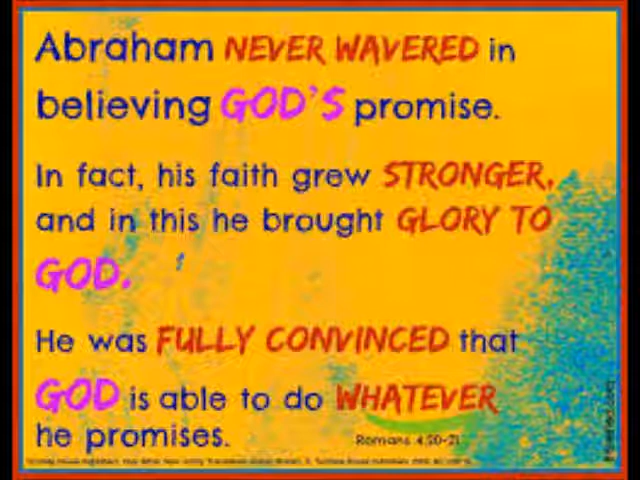 Abraham NEVER WAVERED in
believing GOD'S promise.
In fact, his faith grew STRONGER,
and in this he brought GLORY TO
GOD.
He was FULLY CONVINCED that
GOD is able to do WHATEVER
he promises.
Romans 4:20-21